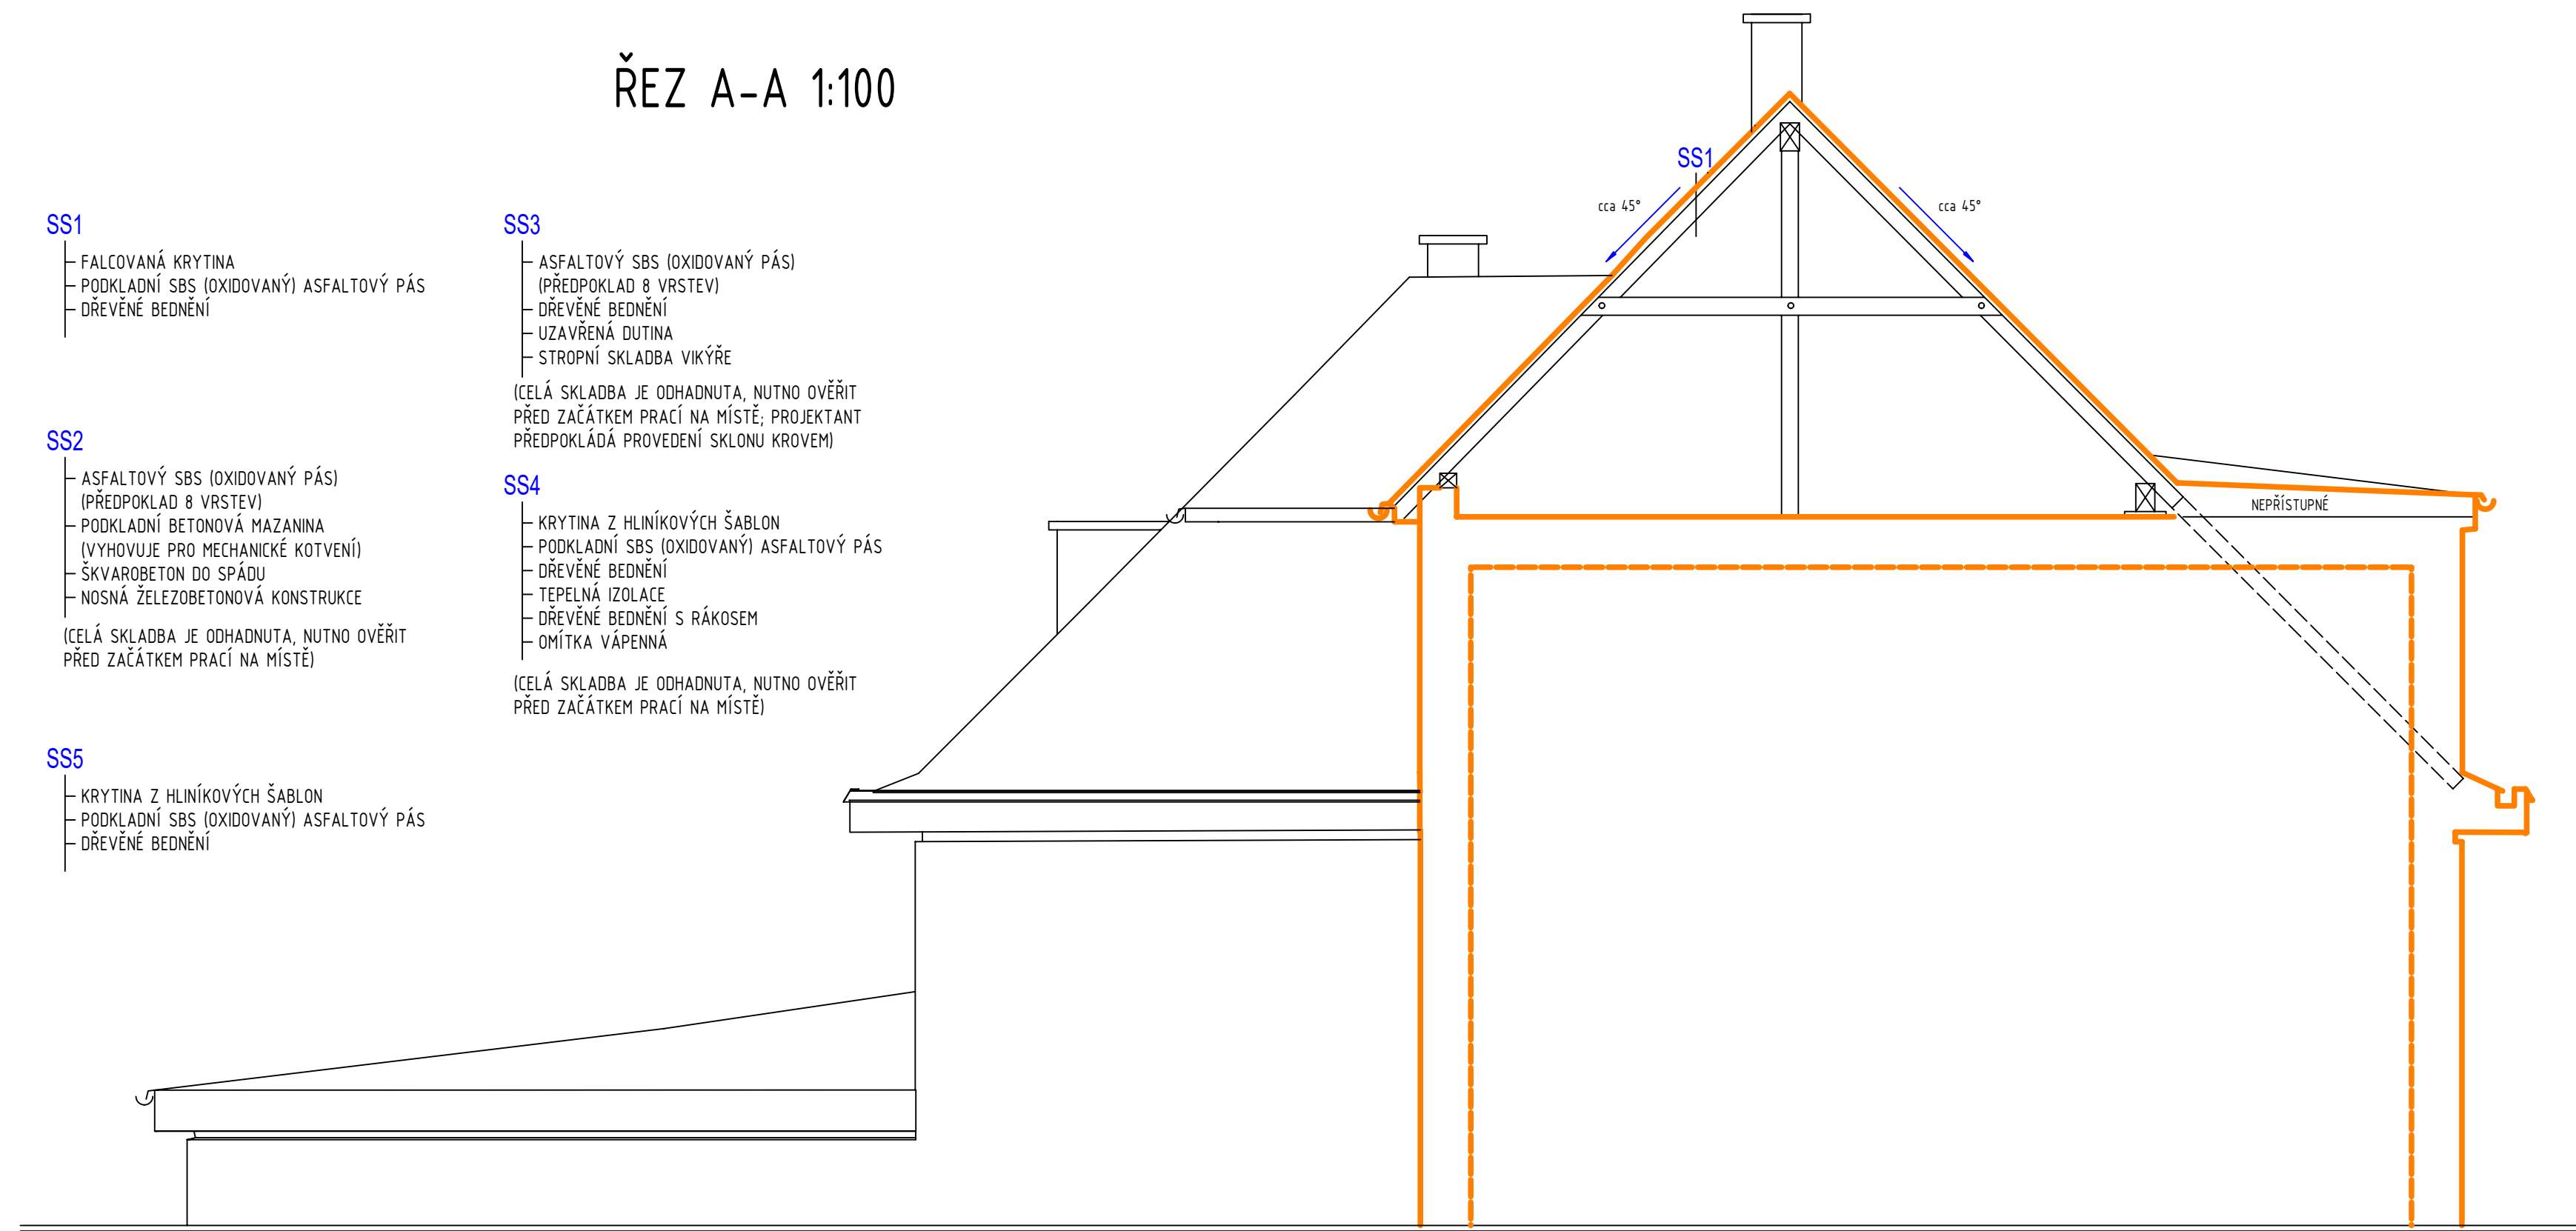 ŘEZ A-A 1:100
SS1
FALCOVANÁ KRYTINA
PODKLADNÍ SBS (OXIDOVANÝ) ASFALTOVÝ PÁS
DŘEVĚNÉ BEDNĚNÍ
SS2
ASFALTOVÝ SBS (OXIDOVANÝ PÁS)
(PŘEDPOKLAD 8 VRSTEV)
PODKLADNÍ BETONOVÁ MAZANINA
(VYHOVUJE PRO MECHANICKÉ KOTVENÍ)
ŠKVAROBETON DO SPÁDU
NOSNÁ ŽELEZOBETONOVÁ KONSTRUKCE
(CELÁ SKLADBA JE ODHADNUTA, NUTNO OVĚŘIT
PŘED ZAČÁTKEM PRACÍ NA MÍSTĚ)
SS5
KRYTINA Z HLINÍKOVÝCH ŠABLON
PODKLADNÍ SBS (OXIDOVANÝ) ASFALTOVÝ PÁS
DŘEVĚNÉ BEDNĚNÍ
SS3
ASFALTOVÝ SBS (OXIDOVANÝ PÁS)
(PŘEDPOKLAD 8 VRSTEV)
DŘEVĚNÉ BEDNĚNÍ
UZAVŘENÁ DUTINA
STROPNÍ SKLADBA VIKÝŘE
(CELÁ SKLADBA JE ODHADNUTA, NUTNO OVĚŘIT
PŘED ZAČÁTKEM PRACÍ NA MÍSTĚ; PROJEKTANT
PŘEDPOKLÁDÁ PROVEDENÍ SKLONU KROVEM)
SS4
KRYTINA Z HLINÍKOVÝCH ŠABLON
PODKLADNÍ SBS (OXIDOVANÝ) ASFALTOVÝ PÁS
DŘEVĚNÉ BEDNĚNÍ
TEPELNÁ IZOLACE
DŘEVĚNÉ BEDNĚNÍ S RÁKOSEM
OMÍTKA VÁPENNÁ
(CELÁ SKLADBA JE ODHADNUTA, NUTNO OVĚŘIT
PŘED ZAČÁTKEM PRACÍ NA MÍSTĚ)
SS1
cca 45°
cca 45°
NEPŘÍSTUPNÉ